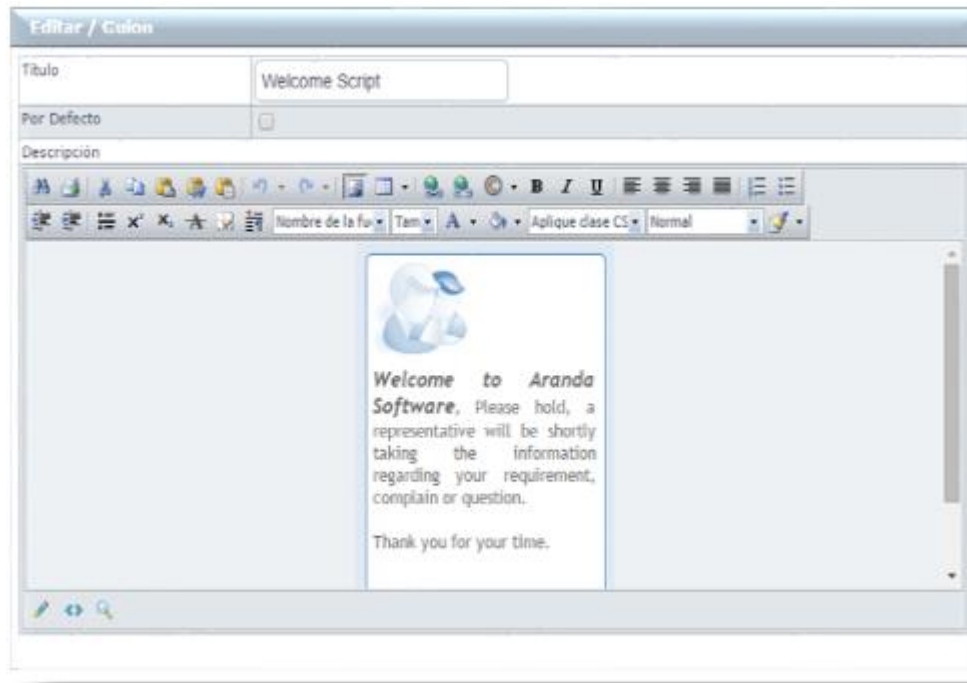 Editar / Guion
Título
Welcome Script
Por Defecto
Descripción
B I U
Nombre de la fu Tam A Aplique clase CS Normal
Welcome to Aranda
Software, Please hold, a
representative will be shortly
taking the information
regarding your requirement,
complain or question.
Thank you for your time.